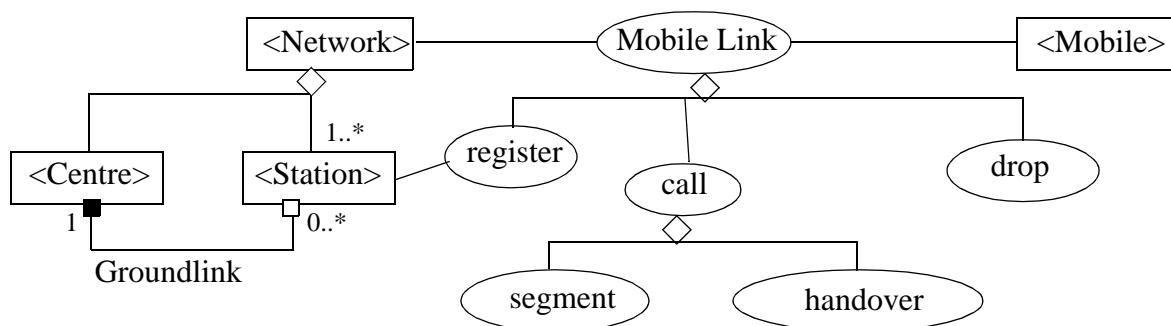 <Network>
Mobile Link
<Mobile>
1..*
<Centre>
<Station>
register
call
drop
1
0..*
Groundlink
segment
handover